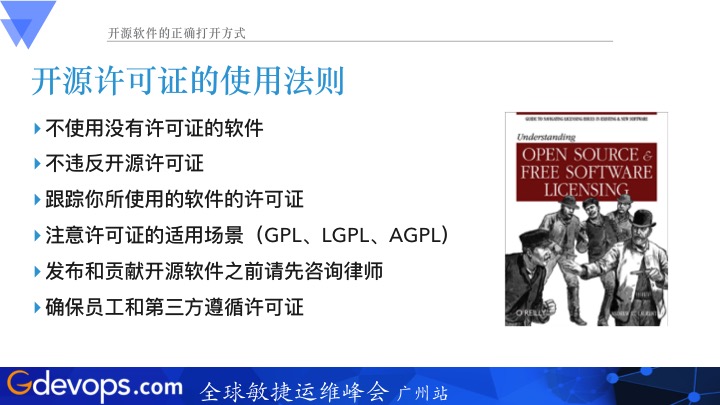 开源软件的正确打开方式
开源许可证的使用法则
不使用没有许可证的软件
不违反开源许可证
跟踪你所使用的软件的许可证
注意许可证的适用场景（GPL、LGPL、AGPL）
发布和贡献开源软件之前请先咨询律师
确保员工和第三方遵循许可证
GUIDE TO NAVIGATING LICENSING ISSUES IN EXISTING & NEW SOFTWARE
Understanding
OPEN SOURCE &
FREE SOFTWARE
LICENSING
O'REILLY
Gdevops.com 全球敏捷运维峰会 广州站